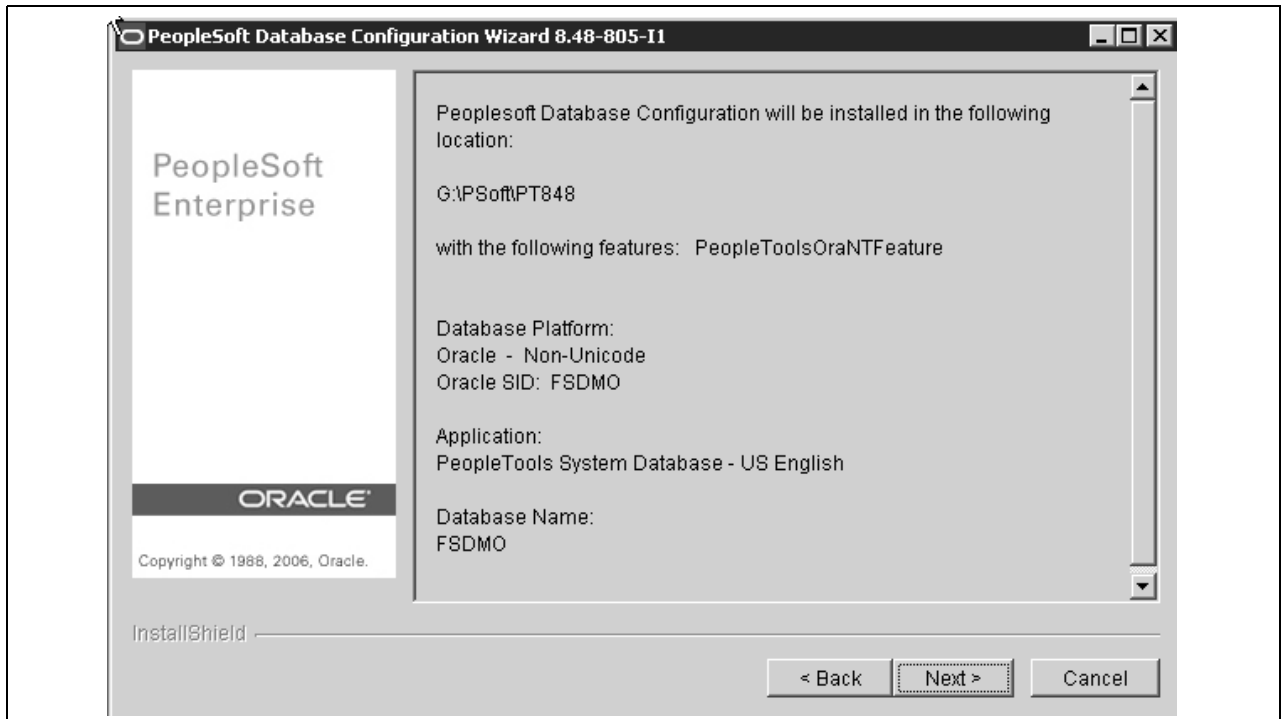 PeopleSoft Database Configuration Wizard 8.48-805-I1
PeopleSoft
Enterprise
ORACLE'
Copyright © 1988, 2006, Oracle.
Peoplesoft Database Configuration will be installed in the following
location:
G:\PSoft\PT848
with the following features: PeopleToolsOraNTFeature
Database Platform:
Oracle - Non-Unicode
Oracle SID: FSDMO
Application:
PeopleTools System Database - US English
Database Name:
FSDMO
InstallShield
< Back
Next >
Cancel